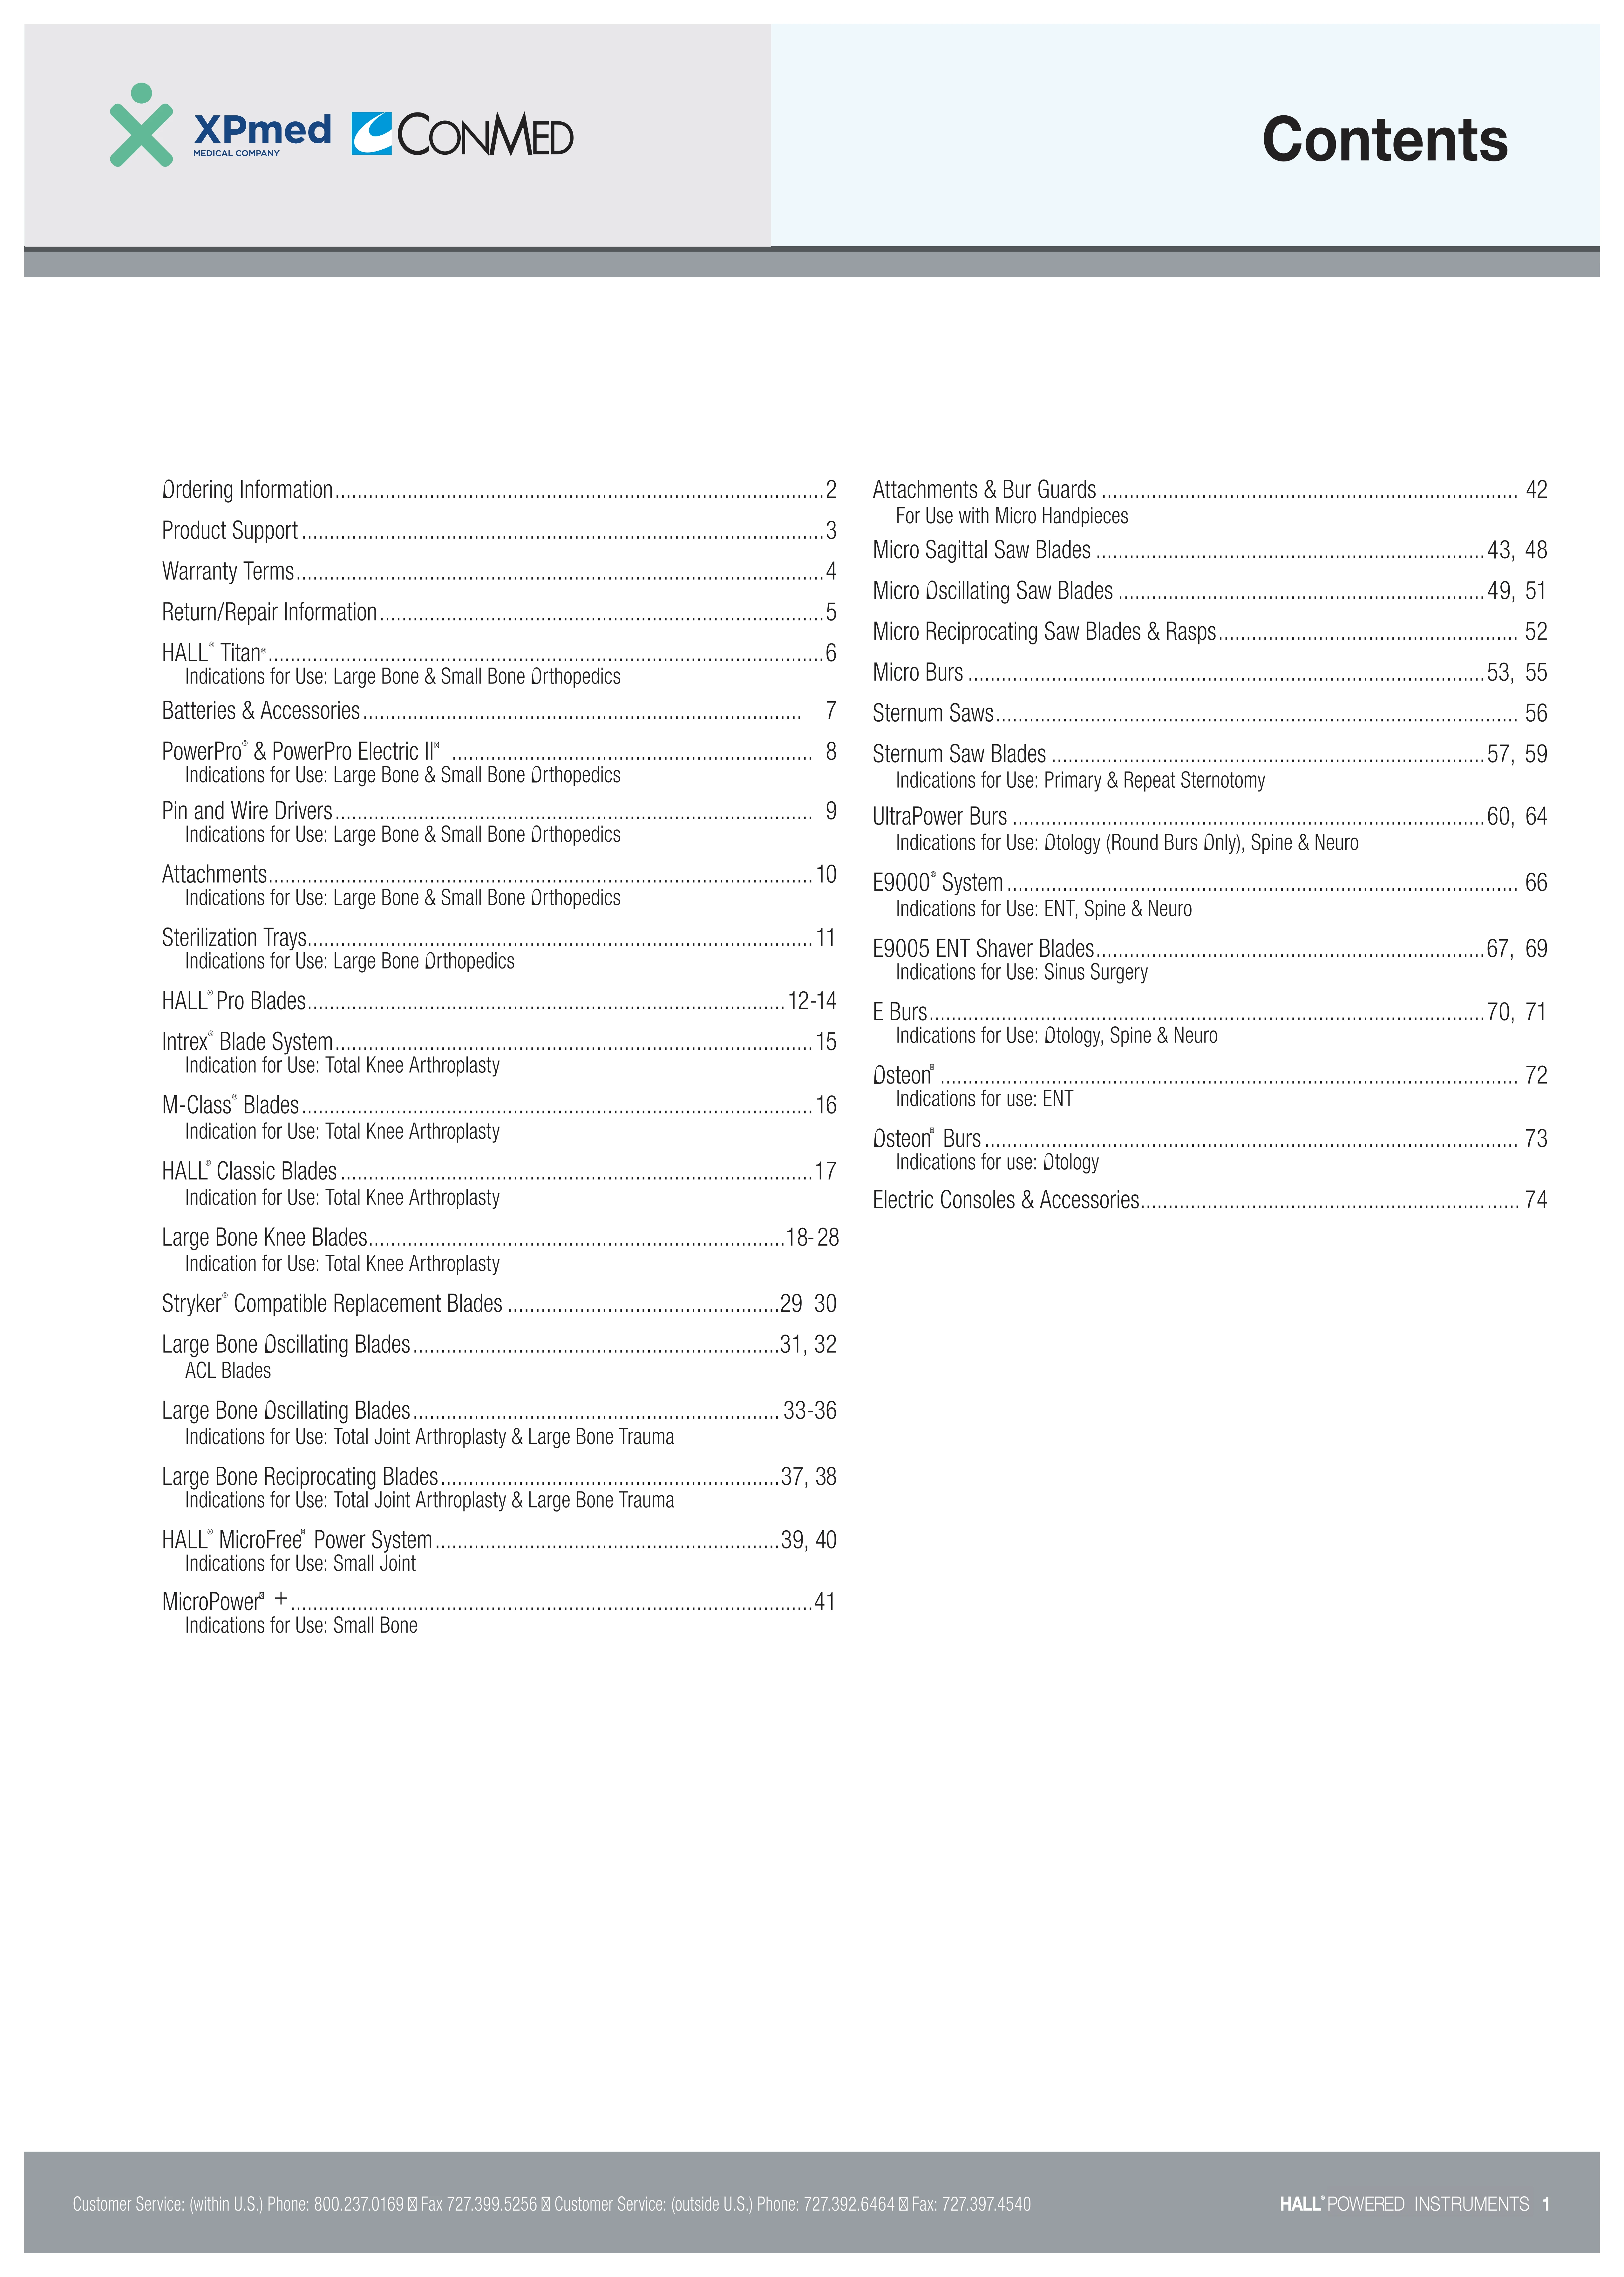 XPmed
MEDICAL COMPANY
CONMED
Contents
Ordering Information........................................2
Product Support........................................3
Warranty Terms........................................4
Return/Repair Information........................................5
HALL® Titan®........................................6
Indications for Use: Large Bone & Small Bone Orthopedics
Batteries & Accessories........................................ 7
PowerPro® & PowerPro Electric II ........................................ 8
Indications for Use: Large Bone & Small Bone Orthopedics
Pin and Wire Drivers........................................ 9
Indications for Use: Large Bone & Small Bone Orthopedics
Attachments........................................10
Indications for Use: Large Bone & Small Bone Orthopedics
Sterilization Trays........................................11
Indications for Use: Large Bone Orthopedics
HALL® Pro Blades........................................12-14
Intrex® Blade System........................................15
Indication for Use: Total Knee Arthroplasty
M-Class® Blades........................................16
Indication for Use: Total Knee Arthroplasty
HALL® Classic Blades........................................17
Indication for Use: Total Knee Arthroplasty
Large Bone Knee Blades........................................18-28
Indication for Use: Total Knee Arthroplasty
Stryker® Compatible Replacement Blades ........................................29 30
Large Bone Oscillating Blades........................................31, 32
ACL Blades
Large Bone Oscillating Blades........................................33-36
Indications for Use: Total Joint Arthroplasty & Large Bone Trauma
Large Bone Reciprocating Blades........................................37, 38
Indications for Use: Total Joint Arthroplasty & Large Bone Trauma
HALL® MicroFree Power System........................................39, 40
Indications for Use: Small Joint
MicroPower +........................................41
Indications for Use: Small Bone
Attachments & Bur Guards ........................................ 42
For Use with Micro Handpieces
Micro Sagittal Saw Blades ........................................43, 48
Micro Oscillating Saw Blades ........................................49, 51
Micro Reciprocating Saw Blades & Rasps........................................ 52
Micro Burs ........................................53, 55
Sternum Saws........................................ 56
Sternum Saw Blades ........................................57, 59
Indications for Use: Primary & Repeat Sternotomy
UltraPower Burs ........................................60, 64
Indications for Use: Otology (Round Burs Only), Spine & Neuro
E9000® System........................................ 66
Indications for Use: ENT, Spine & Neuro
E9005 ENT Shaver Blades........................................67, 69
Indications for Use: Sinus Surgery
E Burs........................................70, 71
Indications for Use: Otology, Spine & Neuro
Osteon ........................................ 72
Indications for use: ENT
Osteon Burs........................................ 73
Indications for use: Otology
Electric Consoles & Accessories........................................ 74
Customer Service: (within U.S.) Phone: 800.237.0169 Fax 727.399.5256 Customer Service: (outside U.S.) Phone: 727.392.6464 Fax: 727.397.4540
HALL® POWERED INSTRUMENTS 1